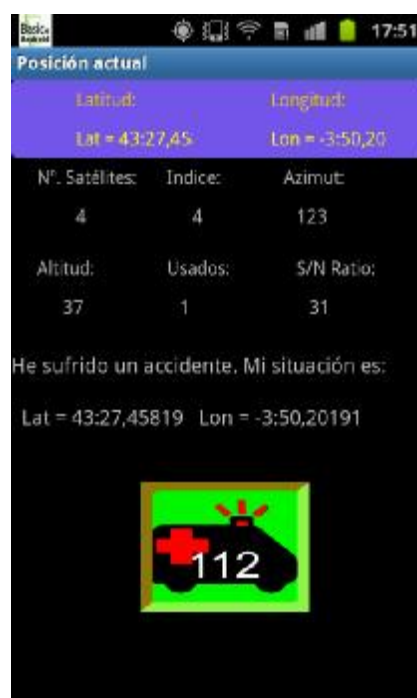 Basic4
Android
17:51
Posición actual
Latitud: Longitud:
Lat = 43:27,45 Lon = -3:50,20
Nº. Satélites: Indice: Azimut:
4 4 123
Altitud: Usados: S/N Ratio:
37 1 31
He sufrido un accidente. Mi situación es:
Lat = 43:27,45819 Lon = -3:50,20191
112